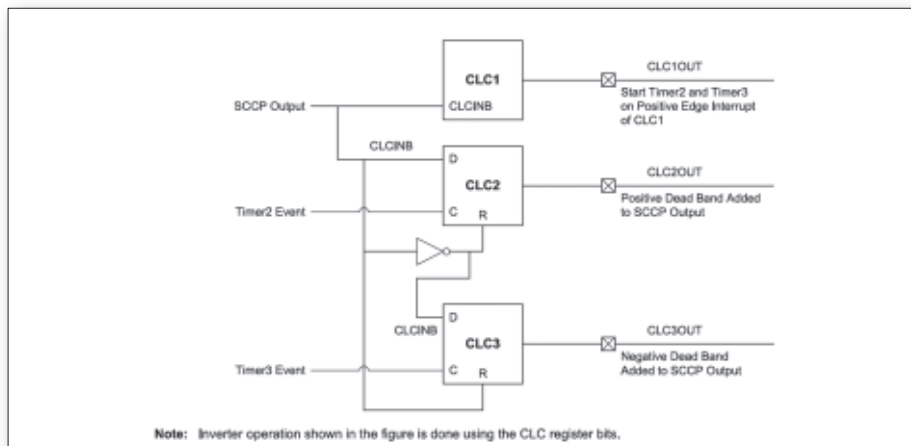 CLC1OUT
CLC1
SCCP Output
CLCINB
Start Timer2 and Timer3
on Positive Edge Interrupt
of CLC1
CLCINB
D
CLC2OUT
CLC2
Timer2 Event
C
R
Positive Dead Band Added
to SCCP Output
D
CLC3OUT
CLCINB
CLC3
Timer3 Event
C
R
Negative Dead Band
Added to SCCP Output
Note: Inverter operation shown in the figure is done using the CLC register bits.